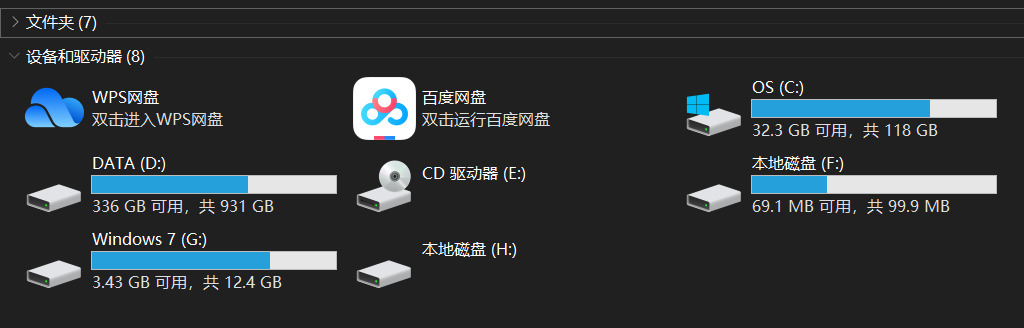 文件夹 (7)
设备和驱动器 (8)
WPS网盘
双击进入WPS网盘
百度网盘
双击运行百度网盘
OS (C:)
32.3 GB 可用，共 118 GB
DATA (D:)
336 GB 可用，共 931 GB
CD 驱动器 (E:)
本地磁盘 (F:)
69.1 MB 可用，共 99.9 MB
Windows 7 (G:)
3.43 GB 可用，共 12.4 GB
本地磁盘 (H:)